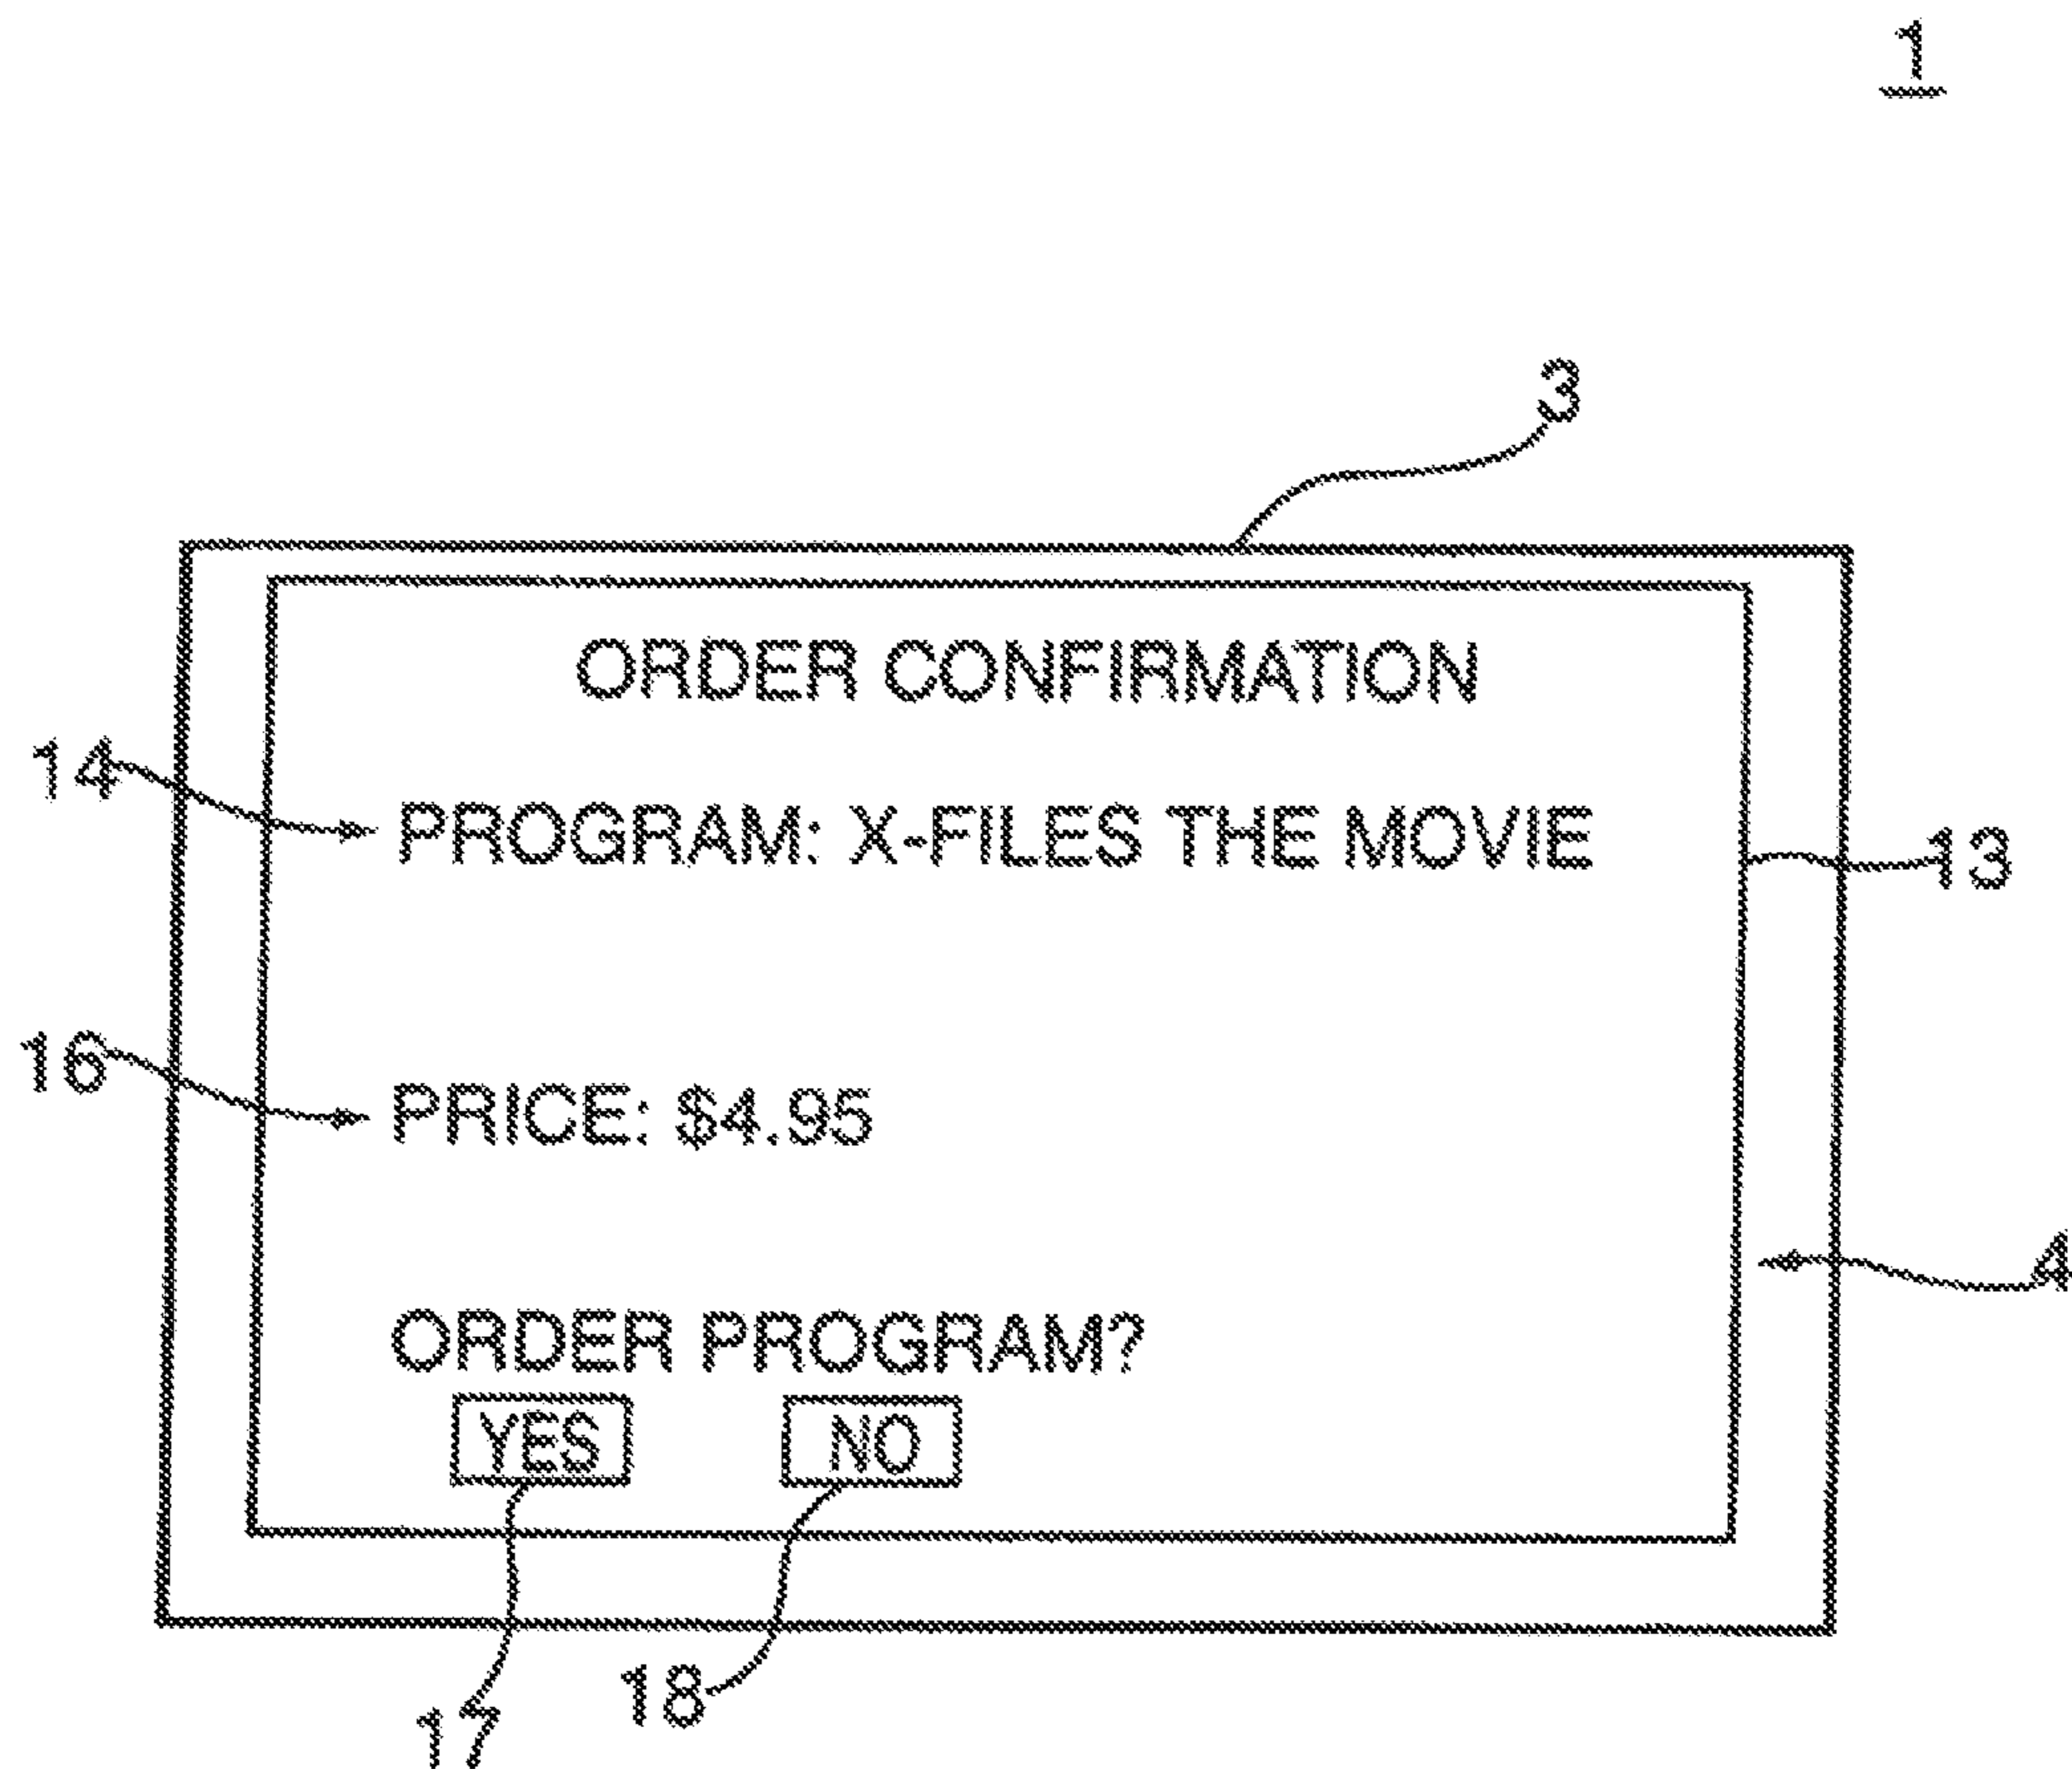 1
3
ORDER CONFIRMATION
14
PROGRAM: X-FILES THE MOVIE
13
16
PRICE: $4.95
4
ORDER PROGRAM?
YES NO
18
17